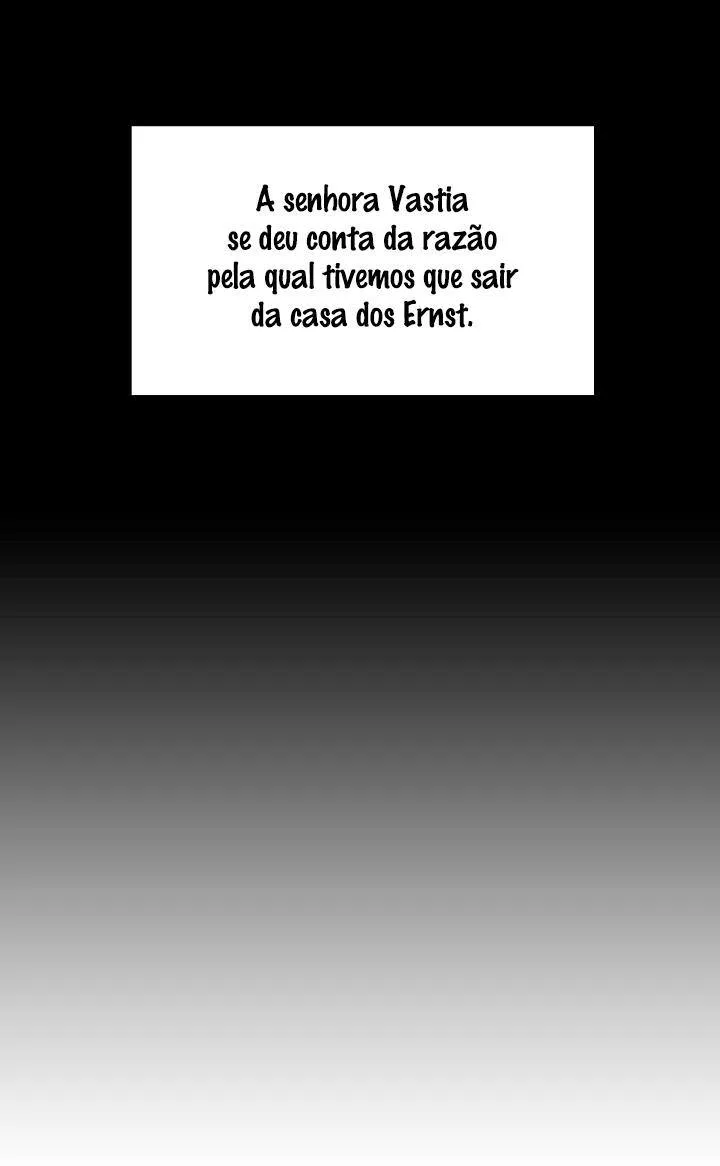 A senhora Vastia
se deu conta da razão
pela qual tivemos que sair
da casa dos Ernst.